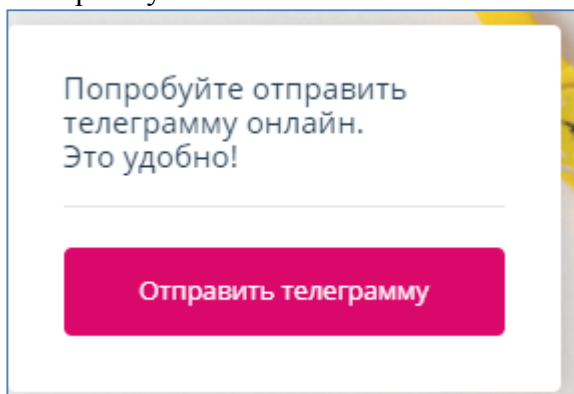 Попробуйте отправить
телеграмму онлайн.
Это удобно!
Отправить телеграмму